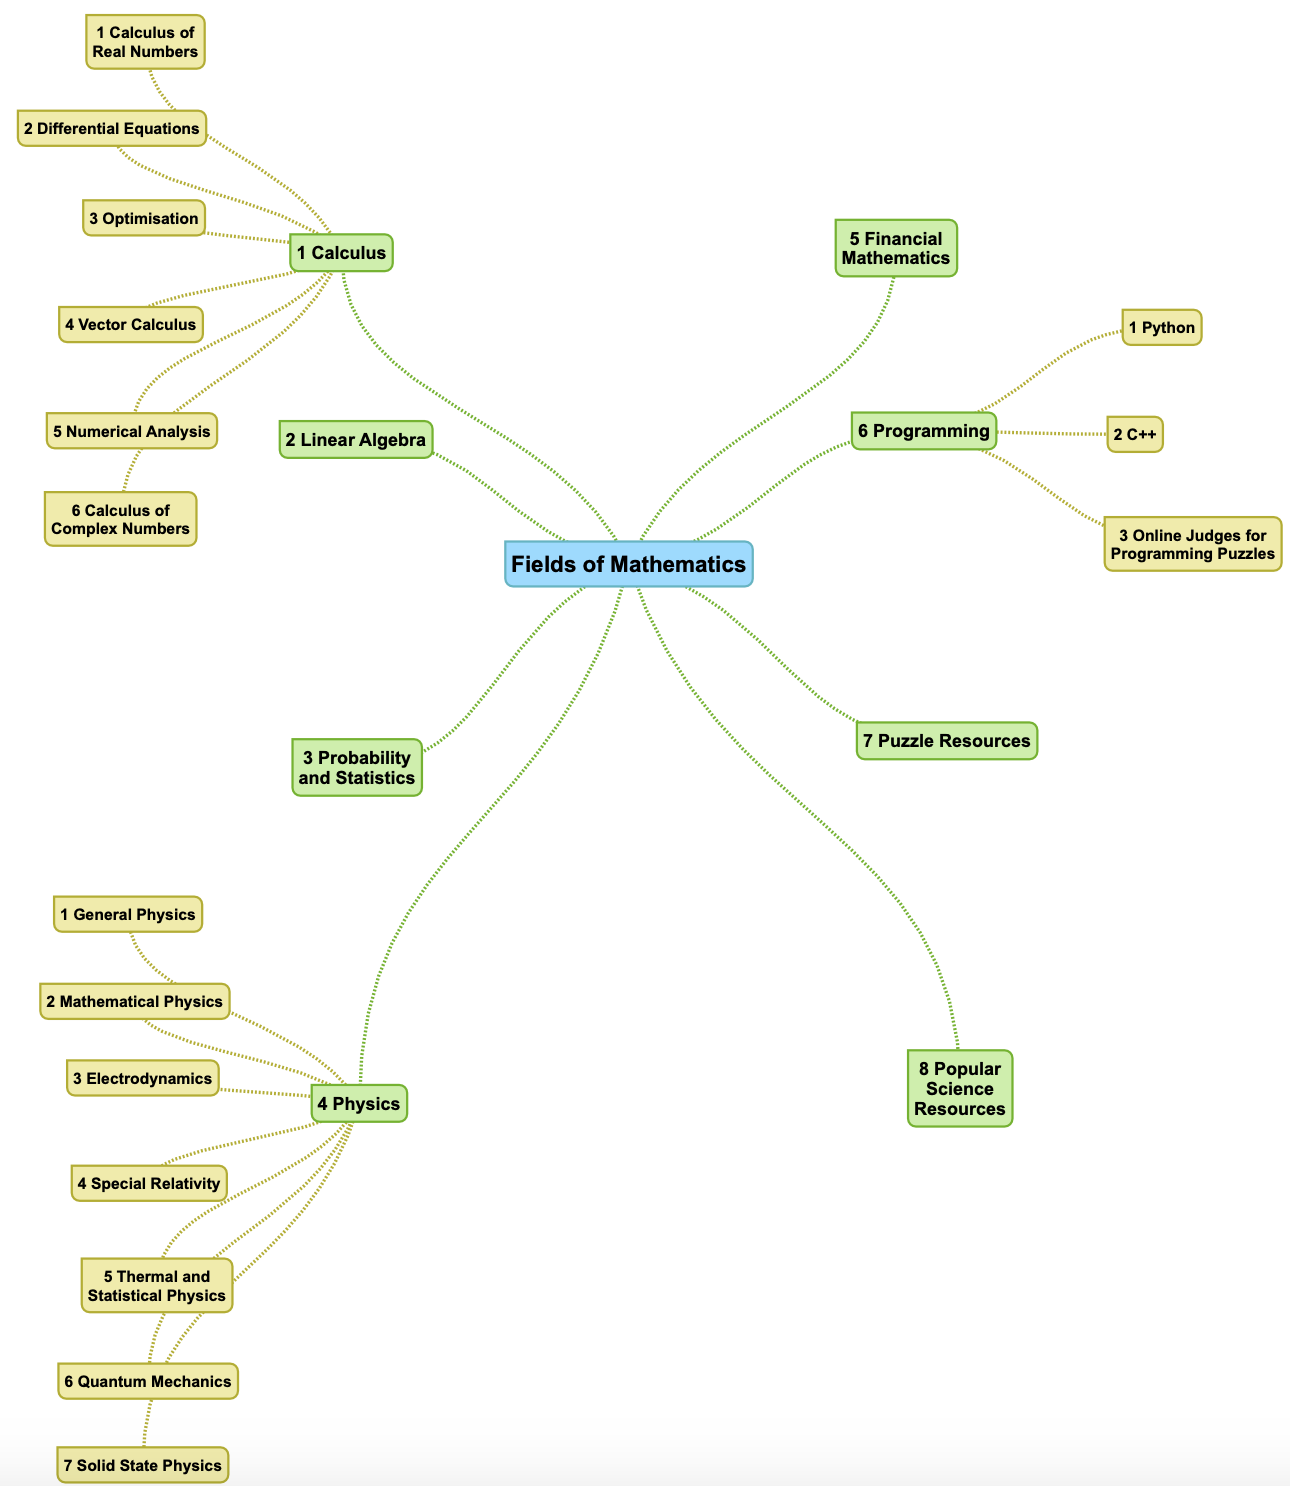 1 Calculus of
Real Numbers
2 Differential Equations
3 Optimisation
1 Calculus
4 Vector Calculus
5 Numerical Analysis
6 Calculus of
Complex Numbers
2 Linear Algebra
5 Financial
Mathematics
1 Python
6 Programming
2 C++
3 Online Judges for
Programming Puzzles
Fields of Mathematics
3 Probability
and Statistics
7 Puzzle Resources
1 General Physics
2 Mathematical Physics
3 Electrodynamics
4 Physics
4 Special Relativity
5 Thermal and
Statistical Physics
6 Quantum Mechanics
7 Solid State Physics
8 Popular
Science
Resources